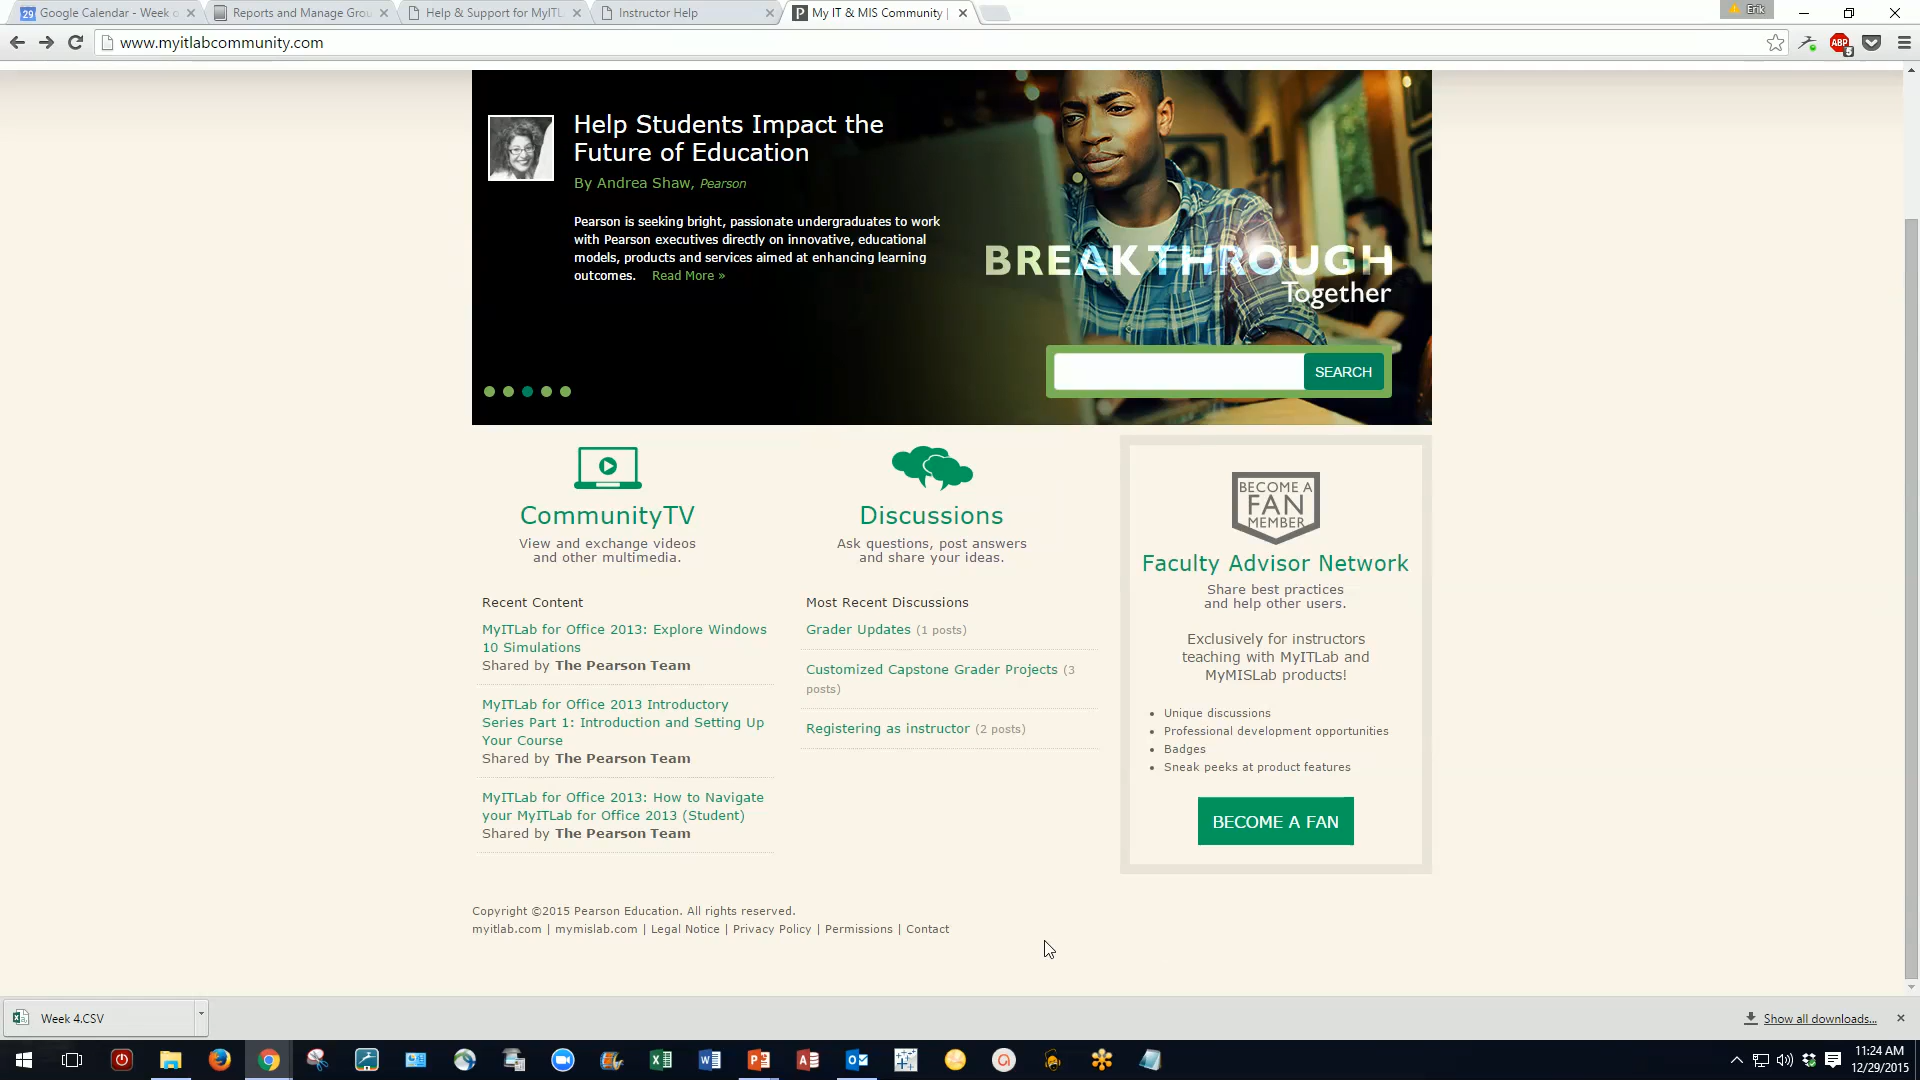 29 Google Calendar - Week o
Reports and Manage Grou
Help & Support for MyITL
Instructor Help
My IT & MIS Community |
Erik
www.myitlabcommunity.com
ABP
Help Students Impact the
Future of Education
By Andrea Shaw, Pearson
Pearson is seeking bright, passionate undergraduates to work
with Pearson executives directly on innovative, educational
models, products and services aimed at enhancing learning
outcomes. Read More »
BREAKTHROUGH
Together
SEARCH
CommunityTV
View and exchange videos
and other multimedia.
Recent Content
MyITLab for Office 2013: Explore Windows
10 Simulations
Shared by The Pearson Team
MyITLab for Office 2013 Introductory
Series Part 1: Introduction and Setting Up
Your Course
Shared by The Pearson Team
MyITLab for Office 2013: How to Navigate
your MyITLab for Office 2013 (Student)
Shared by The Pearson Team
Discussions
Ask questions, post answers
and share your ideas.
Most Recent Discussions
Grader Updates (1 posts)
Customized Capstone Grader Projects (3
posts)
Registering as instructor (2 posts)
BECOME A
FAN
MEMBER
Faculty Advisor Network
Share best practices
and help other users.
Exclusively for instructors
teaching with MyITLab and
MyMISLab products!
• Unique discussions
• Professional development opportunities
• Badges
• Sneak peeks at product features
BECOME A FAN
Copyright ©2015 Pearson Education. All rights reserved.
myitlab.com | mymislab.com | Legal Notice | Privacy Policy | Permissions | Contact
Week 4.CSV
Show all downloads...
11:24 AM
12/29/2015